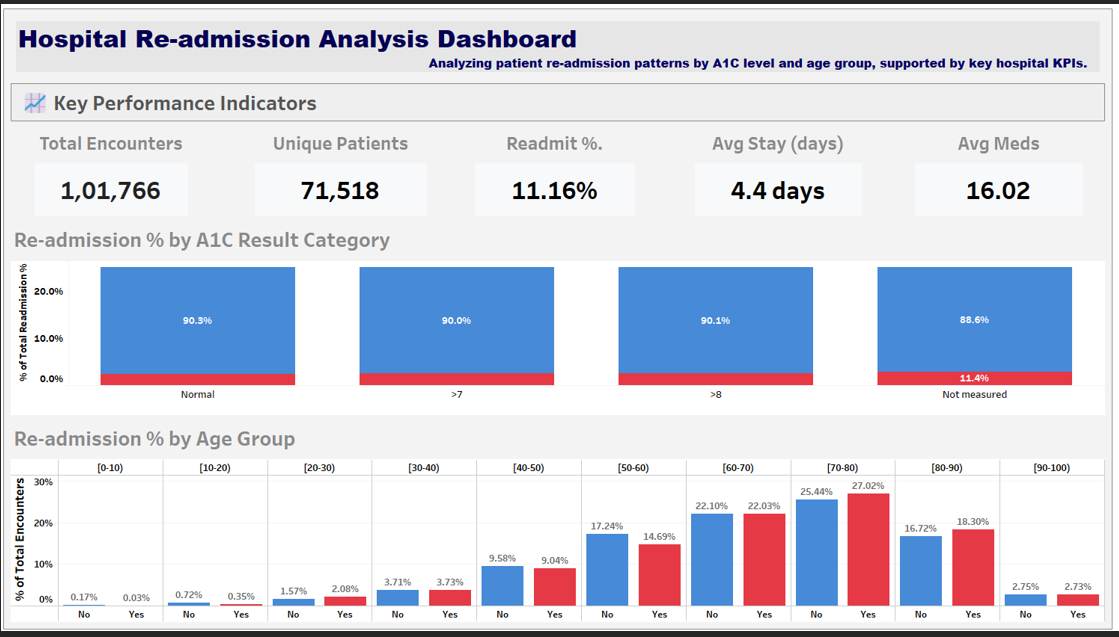 Hospital Re-admission Analysis Dashboard
Analyzing patient re-admission patterns by A1C level and age group, supported by key hospital KPIs.
Key Performance Indicators
Total Encounters Unique Patients Readmit %. Avg Stay (days) Avg Meds
1,01,766 71,518 11.16% 4.4 days 16.02
Re-admission % by A1C Result Category
% of Total Readmission %
20.0%
10.0%
0.0%
90.3% 90.0% 90.1% 88.6%
11.4%
Normal >7 >8 Not measured
Re-admission % by Age Group
[0-10) [10-20) [20-30) [30-40) [40-50) [50-60) [60-70) [70-80) [80-90) [90-100)
% of Total Encounters
30%
20%
10%
0%
0.17% 0.03% 0.72% 0.35% 1.57% 2.08% 3.71% 3.73% 9.58% 9.04% 17.24% 14.69% 22.10% 22.03% 25.44% 27.02% 16.72% 18.30% 2.75% 2.73%
No Yes No Yes No Yes No Yes No Yes No Yes No Yes No Yes No Yes No Yes